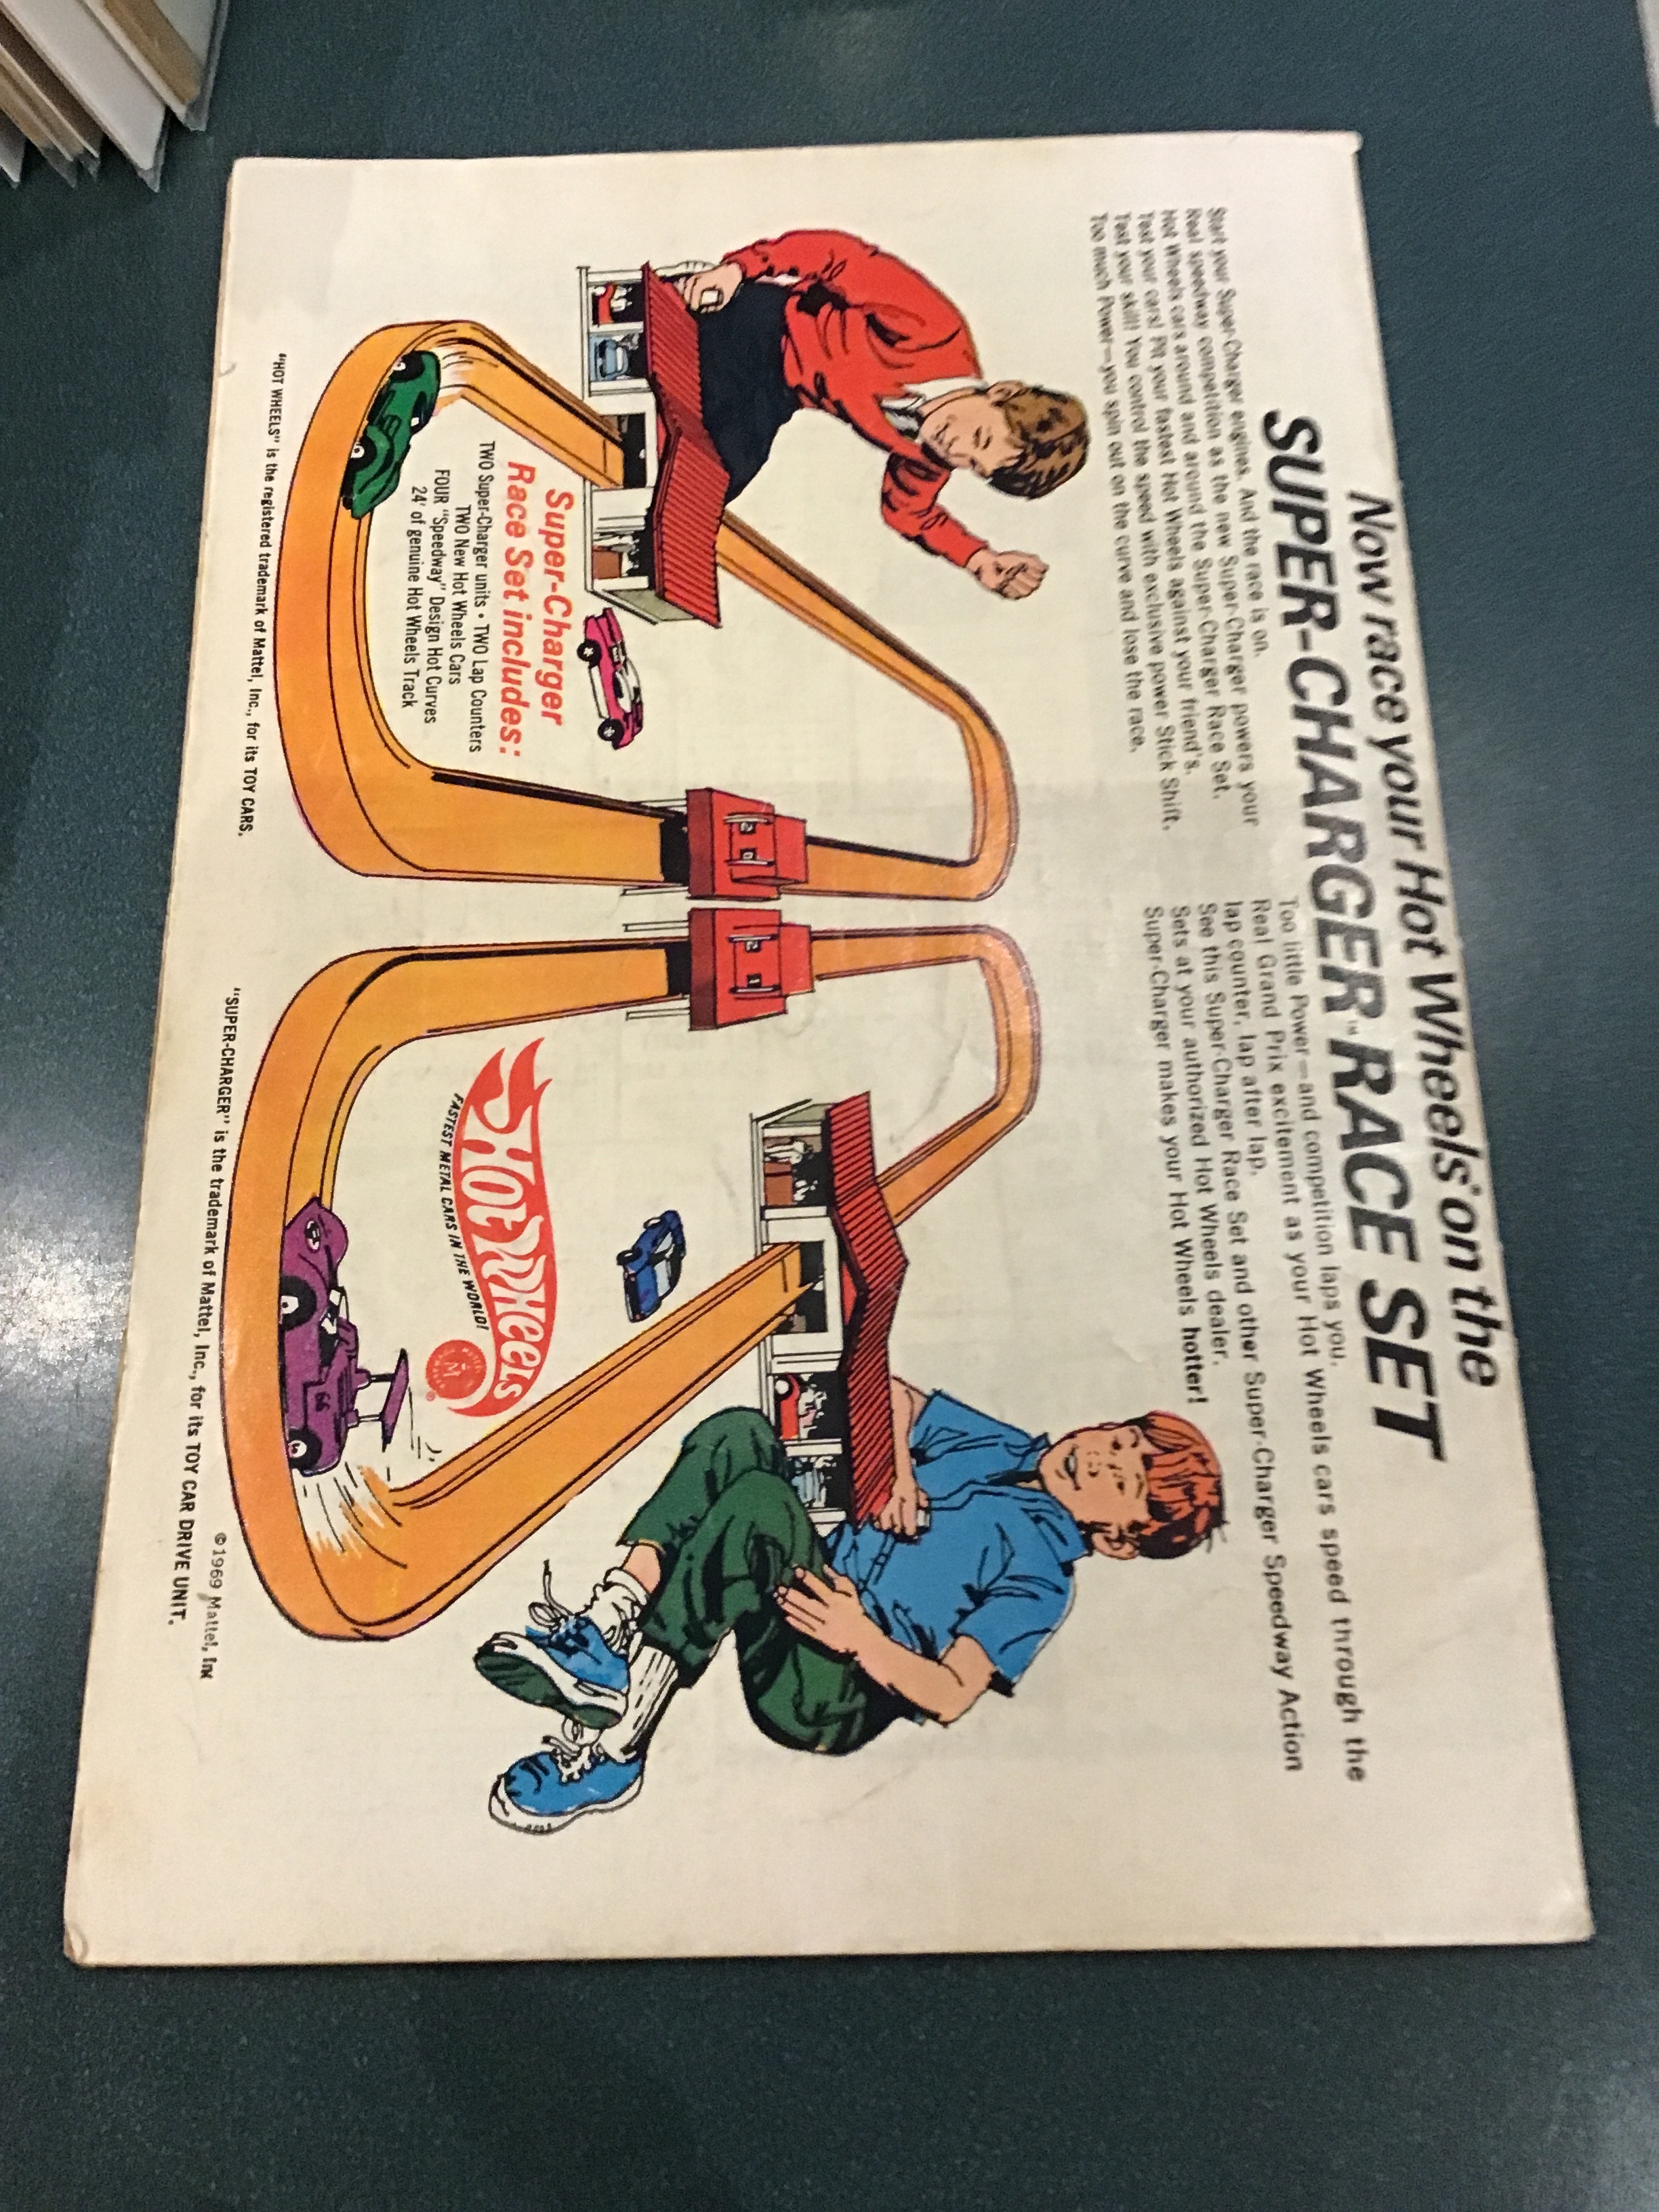 Now race your Hot Wheels® on the
SUPER-CHARGER™ RACE SET
Start your Super-Charger engines. And the race is on.
Real speedway competition as the new Super-Charger powers your
Hot Wheels cars around and around the Super-Charger Race Set.
Test your cars! Pit your fastest Hot Wheels against your friend's.
Test your skill! You control the speed with exclusive power Stick Shift.
Too much Power—you spin out on the curve and lose the race.
Too little Power—and competition laps you.
Real Grand Prix excitement as your Hot Wheels cars speed through the
lap counter, lap after lap.
See this Super-Charger Race Set and other Super-Charger Speedway Action
Sets at your authorized Hot Wheels dealer.
Super-Charger makes your Hot Wheels hotter!
2 0
2 1
Super-Charger
Race Set includes:
TWO Super-Charger units • TWO Lap Counters
TWO New Hot Wheels Cars
FOUR "Speedway" Design Hot Curves
24' of genuine Hot Wheels Track
HOT WHEELS
FASTEST METAL CARS IN THE WORLD!
M
®
66
"HOT WHEELS" is the registered trademark of Mattel, Inc., for its TOY CARS.
"SUPER-CHARGER" is the trademark of Mattel, Inc., for its TOY CAR DRIVE UNIT.
©1969 Mattel, Inc